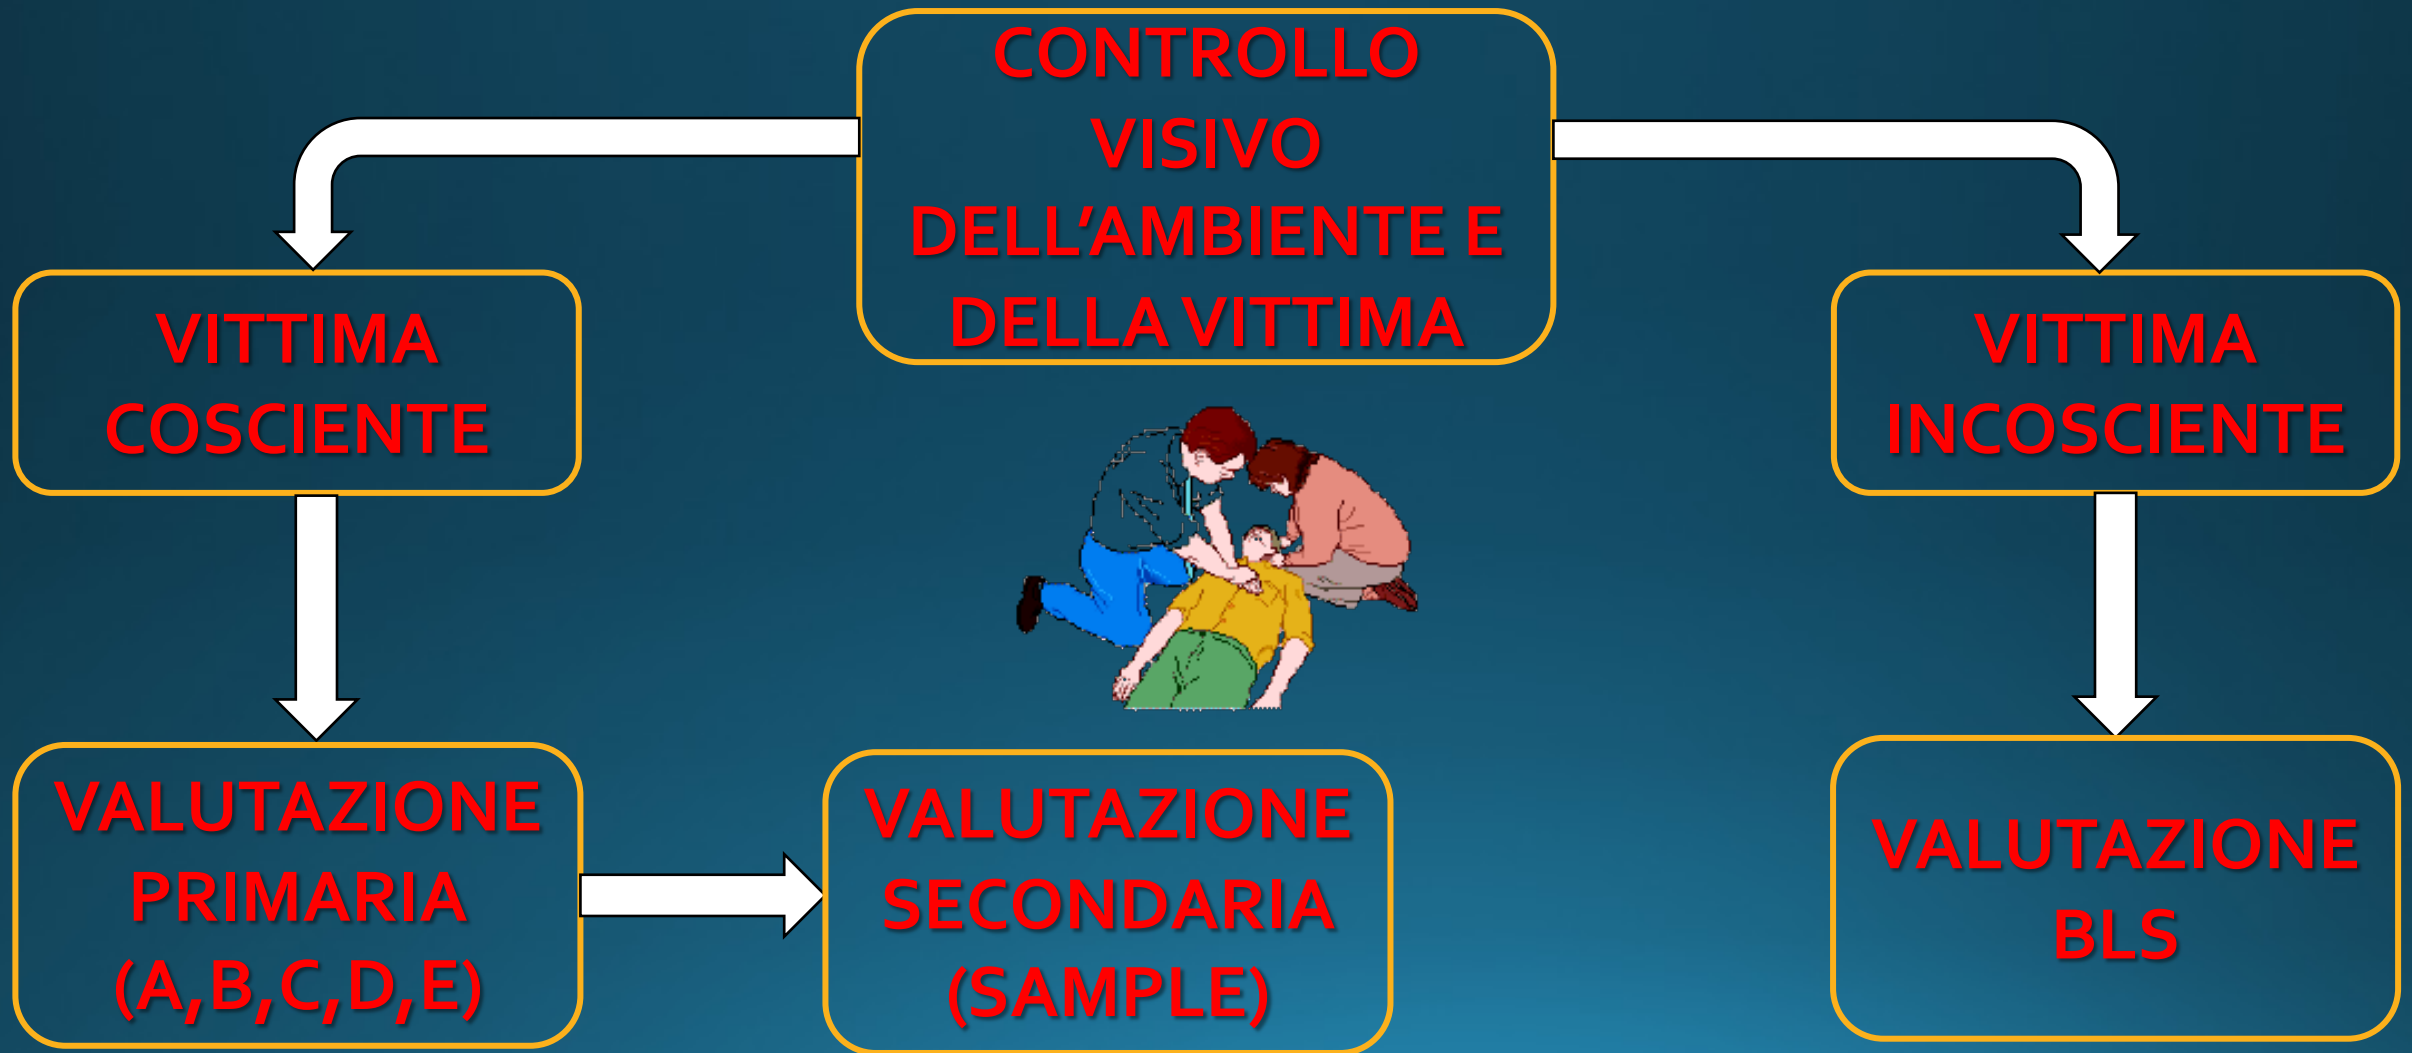 CONTROLLO
VISIVO
DELL’AMBIENTE E
DELLA VITTIMA
VITTIMA
COSCIENTE
VITTIMA
INCOSCIENTE
VALUTAZIONE
PRIMARIA
(A,B,C,D,E)
VALUTAZIONE
SECONDARIA
(SAMPLE)
VALUTAZIONE
BLS